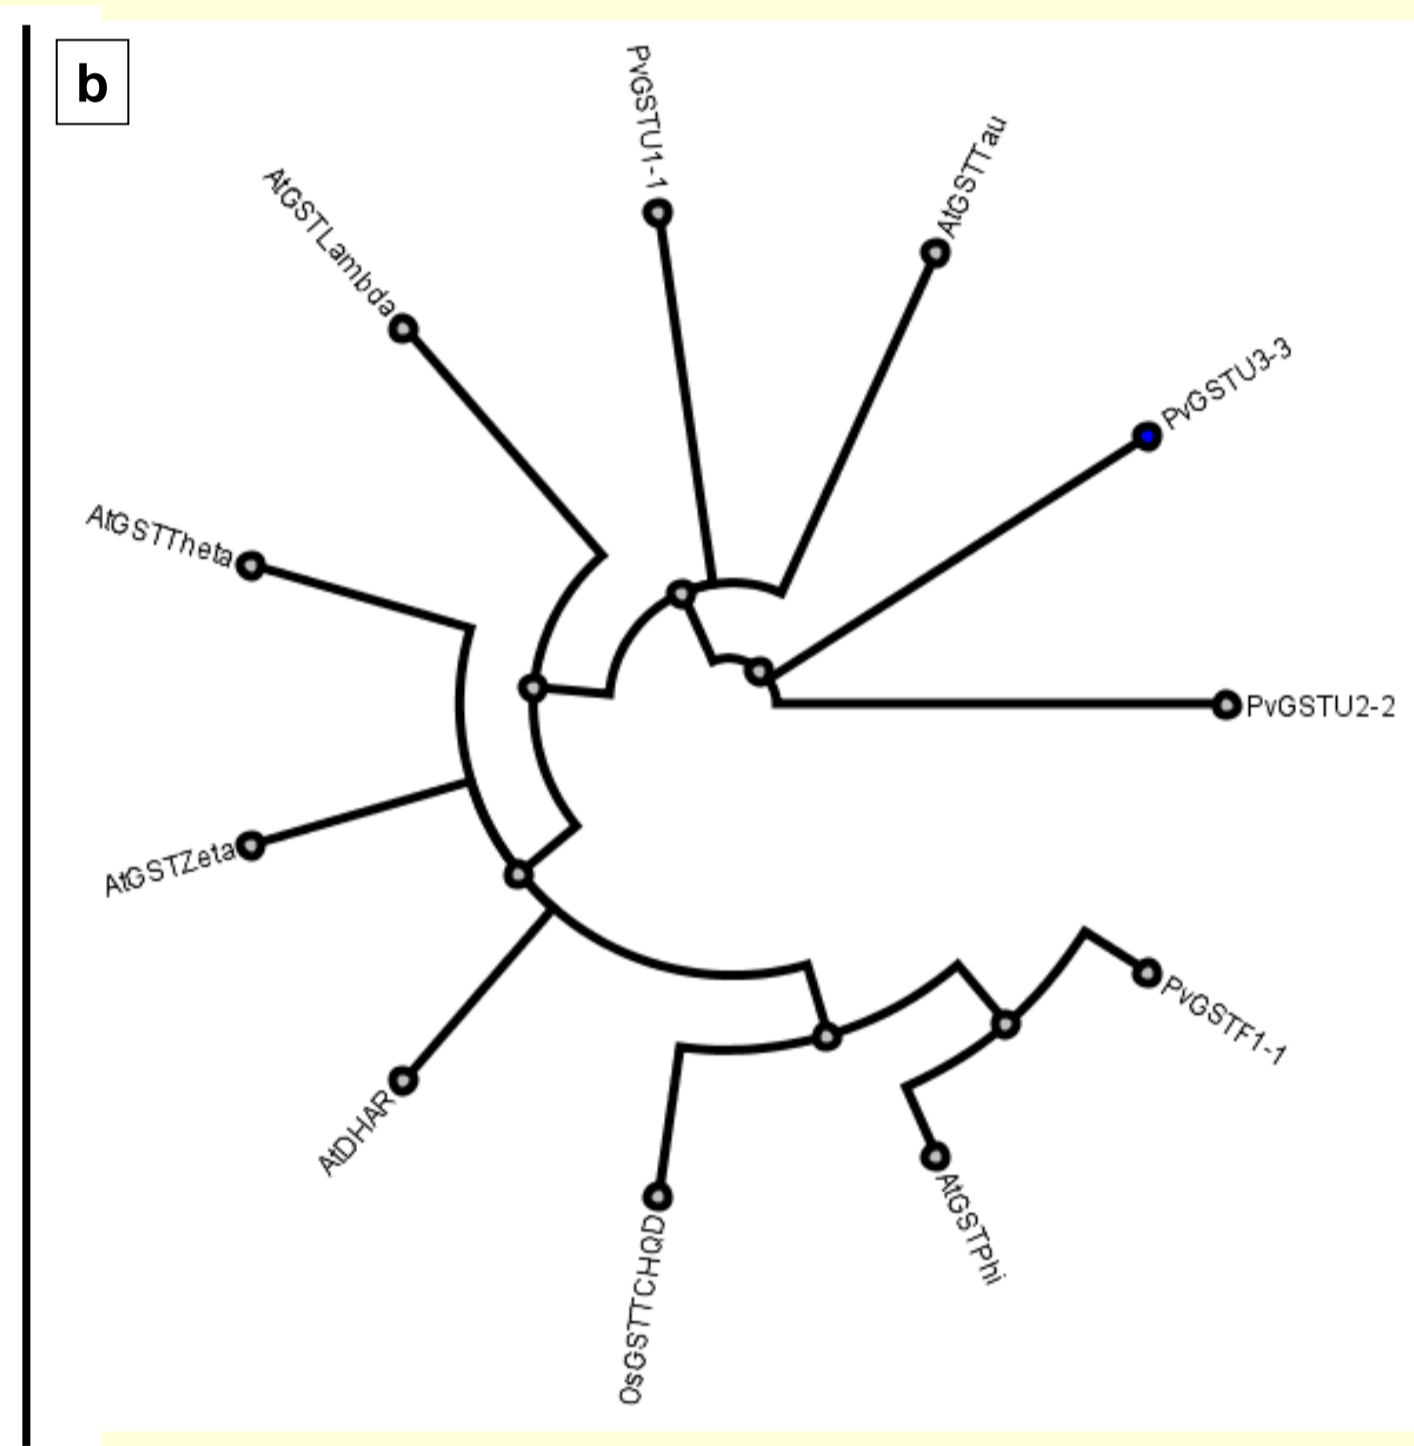 b
PvGSTU1-1
AtGSTTau
AtGSTLambda
PvGSTU3-3
AtGSTTheta
PvGSTU2-2
AtGSTZeta
PvGSTF1-1
AtDHAR
AtGSTPhi
OsGSTTCHQD